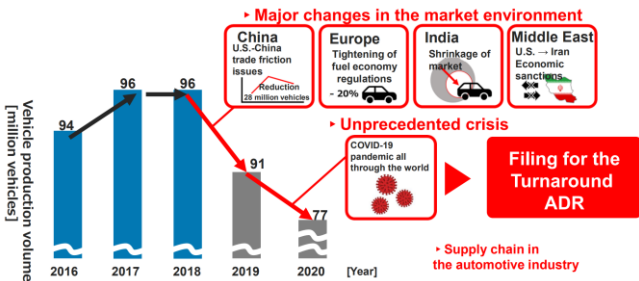 ‣ Major changes in the market environment
China
U.S.-China
trade friction
issues
Reduction
28 million vehicles
Europe
Tightening of
fuel economy
regulations
- 20%
India
Shrinkage of
market
Middle East
U.S. → Iran
Economic
sanctions
‣ Unprecedented crisis
COVID-19
pandemic all
through the world
Filing for the
Turnaround
ADR
‣ Supply chain in
the automotive industry
Vehicle production volume
[million vehicles]
94
96
96
91
77
2016 2017 2018 2019 2020 [Year]